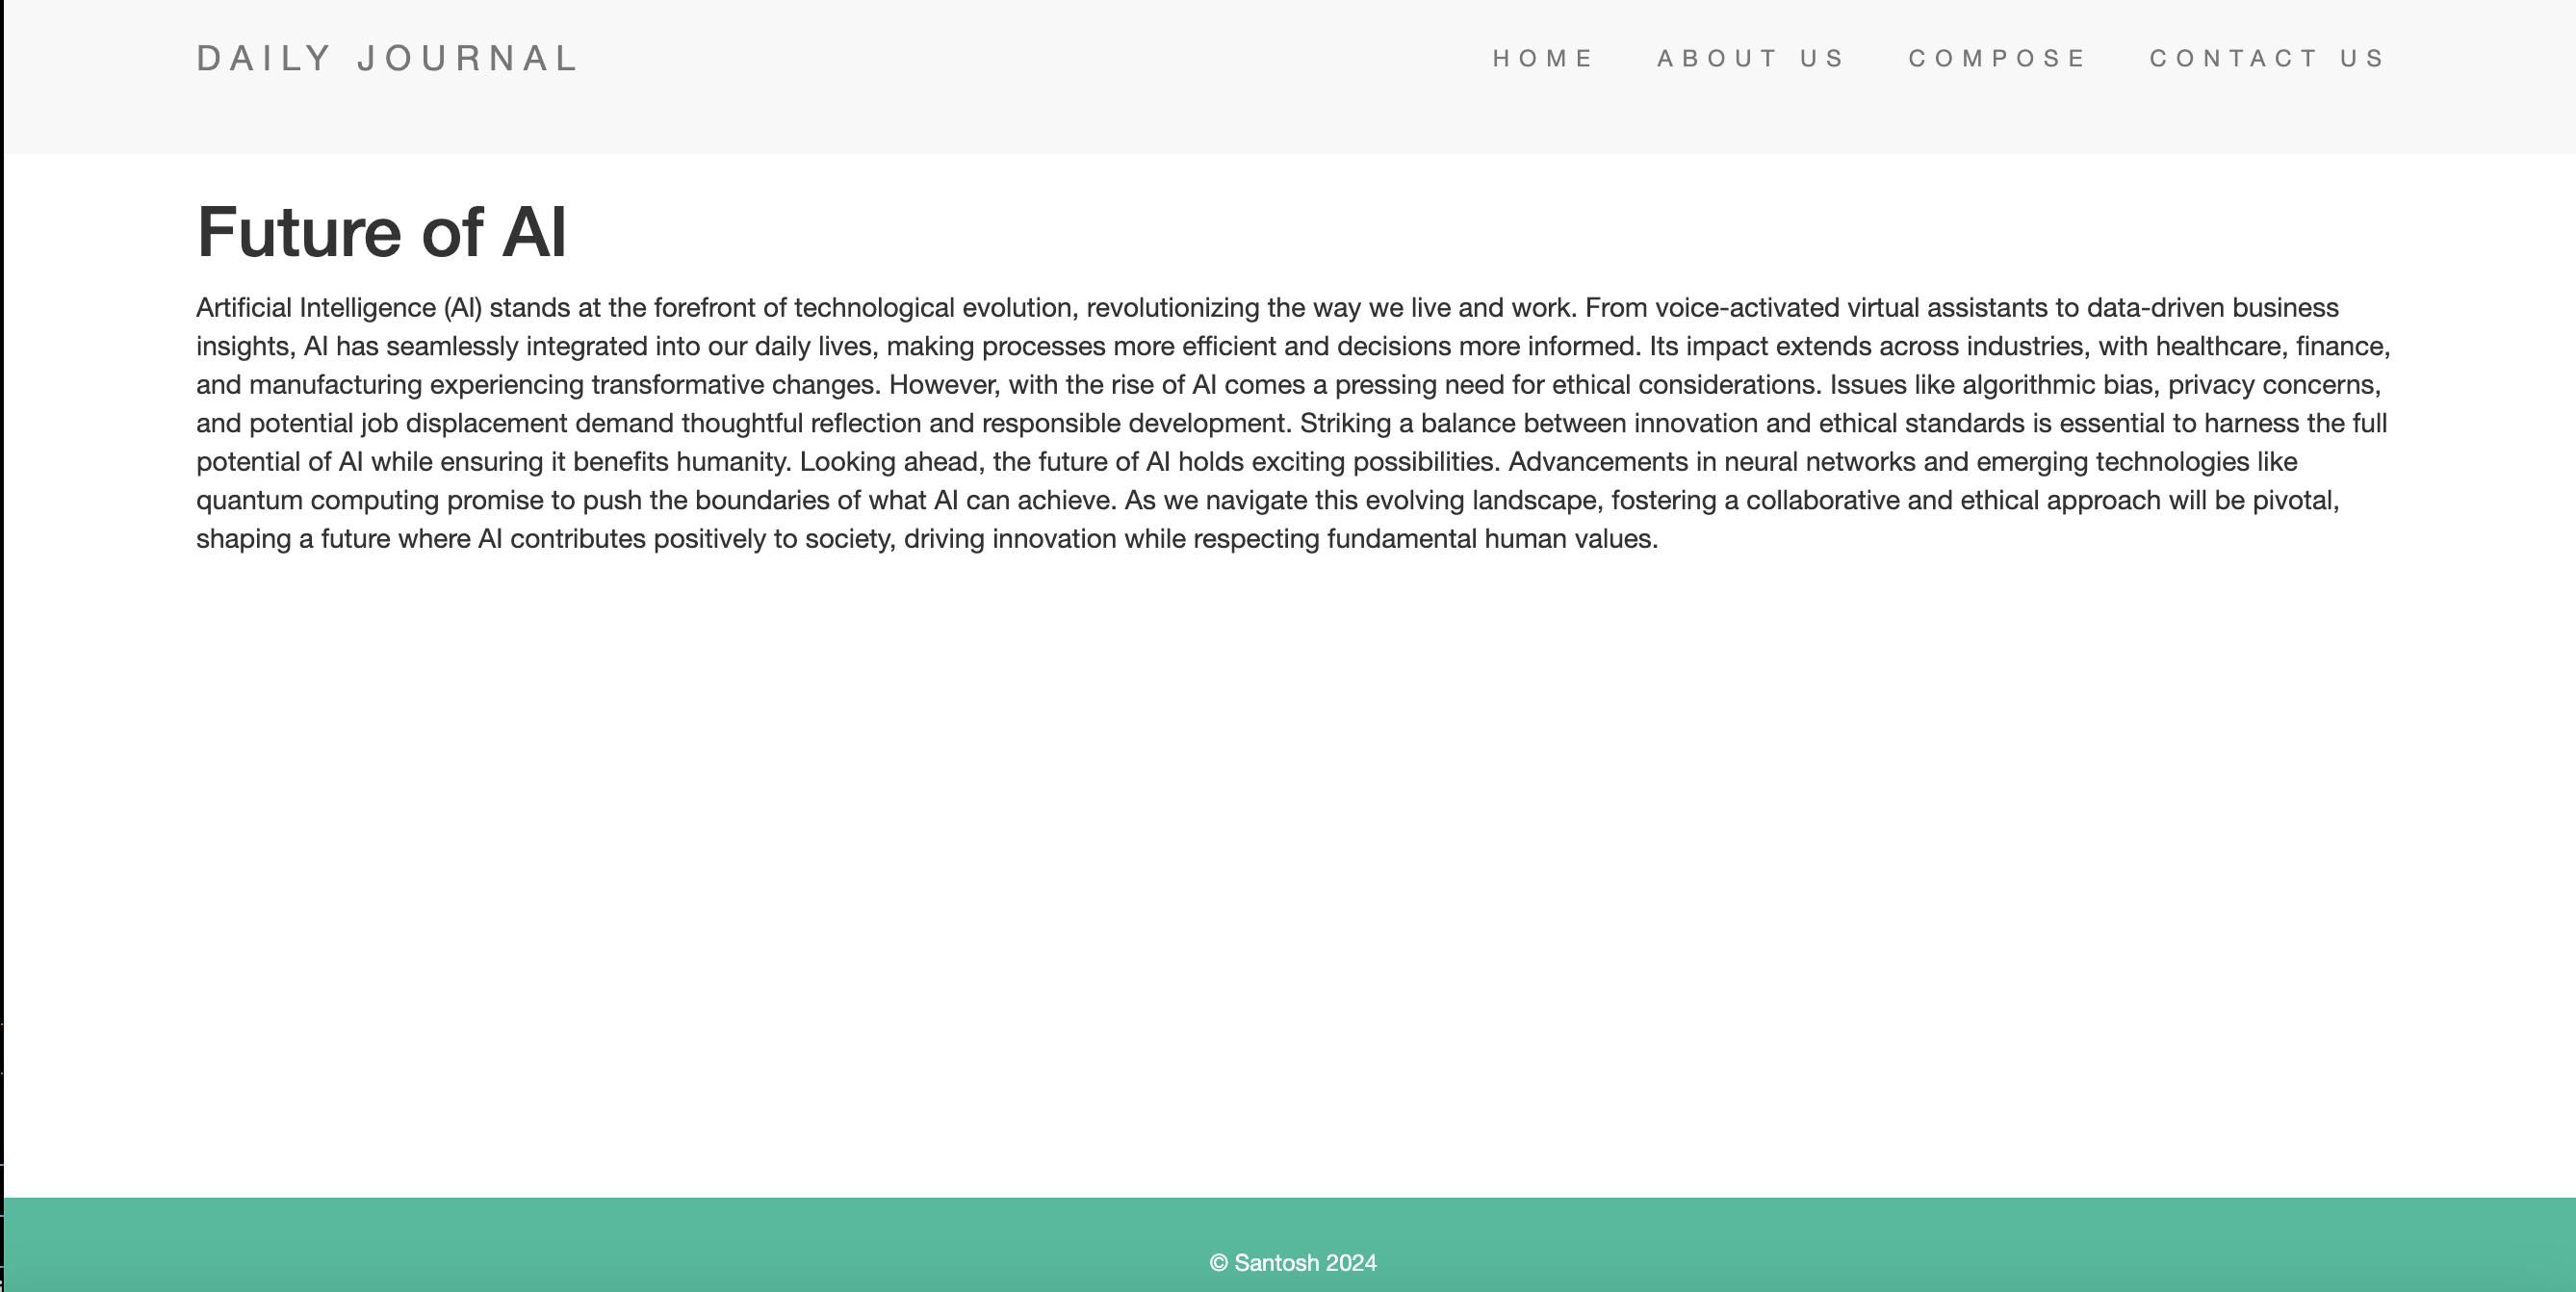 DAILY JOURNAL
HOME ABOUT US COMPOSE CONTACT US
Future of AI
Artificial Intelligence (AI) stands at the forefront of technological evolution, revolutionizing the way we live and work. From voice-activated virtual assistants to data-driven business
insights, AI has seamlessly integrated into our daily lives, making processes more efficient and decisions more informed. Its impact extends across industries, with healthcare, finance,
and manufacturing experiencing transformative changes. However, with the rise of AI comes a pressing need for ethical considerations. Issues like algorithmic bias, privacy concerns,
and potential job displacement demand thoughtful reflection and responsible development. Striking a balance between innovation and ethical standards is essential to harness the full
potential of AI while ensuring it benefits humanity. Looking ahead, the future of AI holds exciting possibilities. Advancements in neural networks and emerging technologies like
quantum computing promise to push the boundaries of what AI can achieve. As we navigate this evolving landscape, fostering a collaborative and ethical approach will be pivotal,
shaping a future where AI contributes positively to society, driving innovation while respecting fundamental human values.
© Santosh 2024